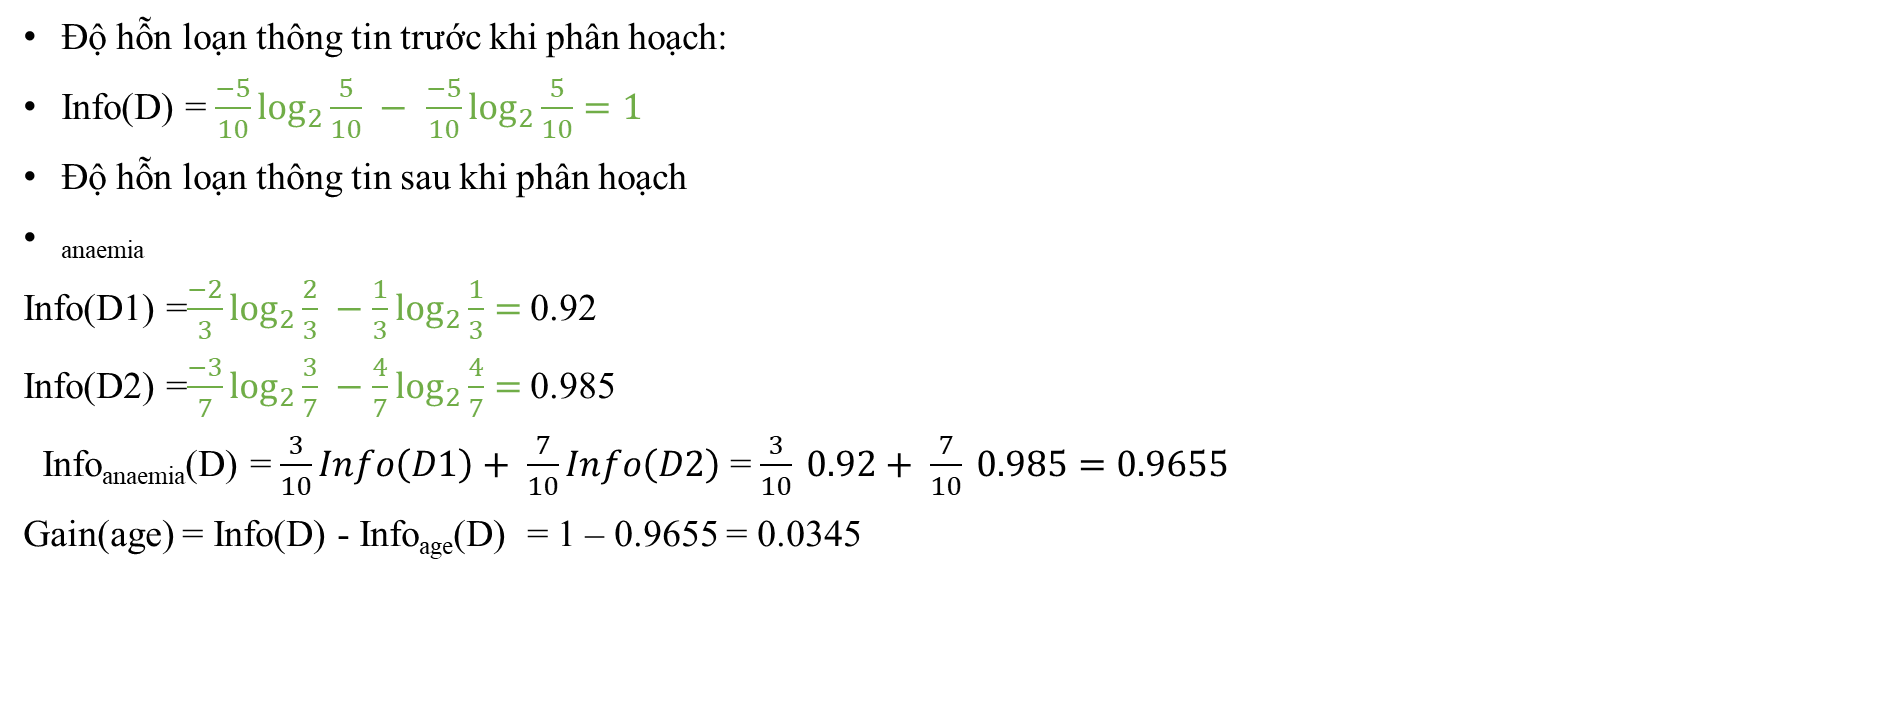 • Độ hỗn loạn thông tin trước khi phân hoạch:
• Info(D) = −5/10 log₂ 5/10 − −5/10 log₂ 5/10 = 1
• Độ hỗn loạn thông tin sau khi phân hoạch
• anaemia
Info(D1) = −2/3 log₂ 2/3 − 1/3 log₂ 1/3 = 0.92
Info(D2) = −3/7 log₂ 3/7 − 4/7 log₂ 4/7 = 0.985
Infoanaemia(D) = 3/10 Info(D1) + 7/10 Info(D2) = 3/10 0.92 + 7/10 0.985 = 0.9655
Gain(age) = Info(D) - Infoage(D) = 1 – 0.9655 = 0.0345